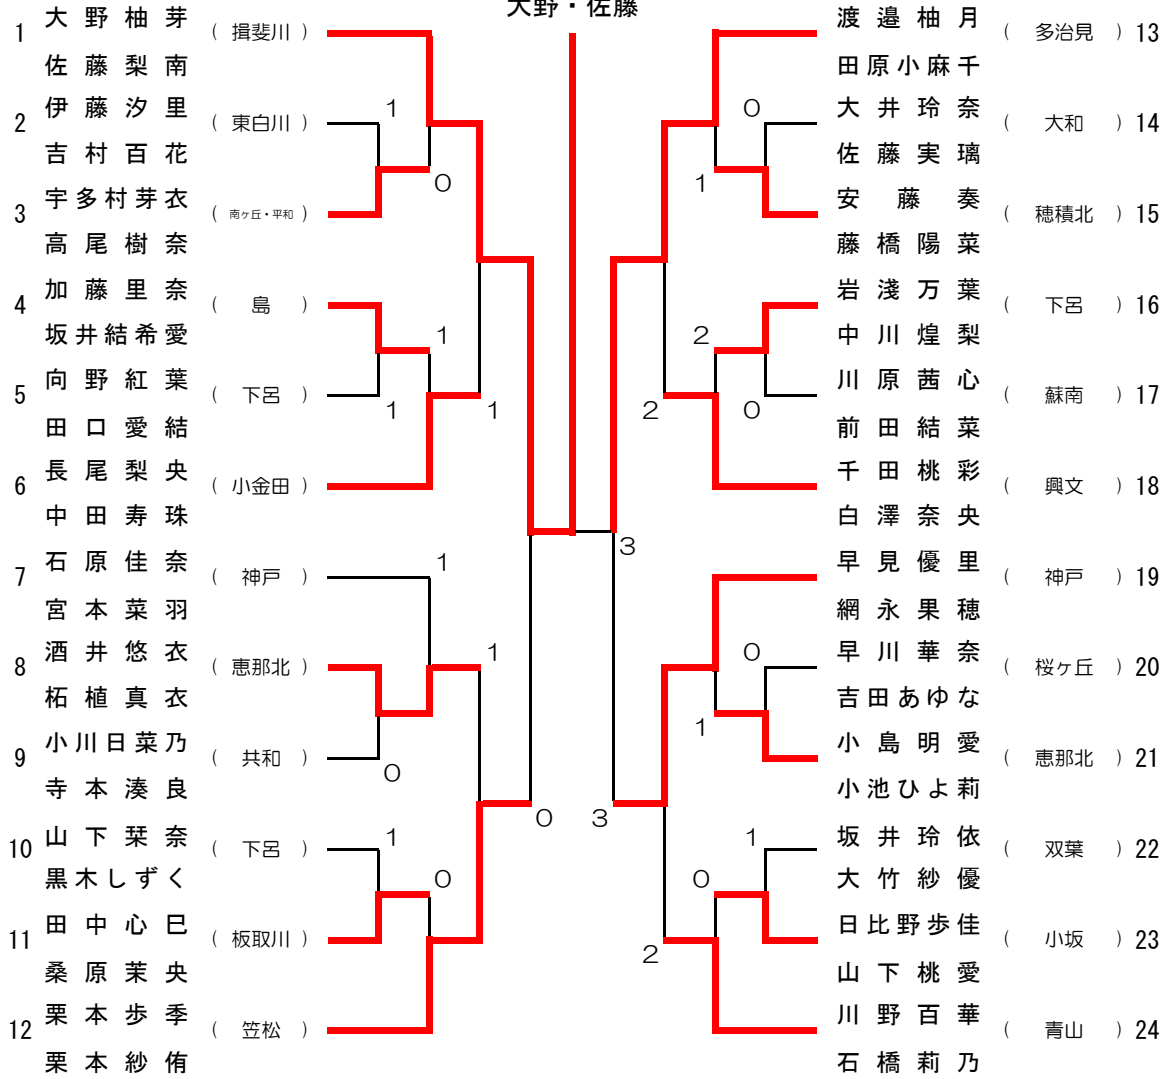 大野・佐藤
1 大野柚芽 (揖斐川)
佐藤梨南
2 伊藤汐里 (東白川)
吉村百花
3 宇多村芽衣 (南ヶ丘・平和)
高尾樹奈
4 加藤里奈 (島)
坂井結希愛
5 向野紅葉 (下呂)
田口愛結
6 長尾梨央 (小金田)
中田寿珠
7 石原佳奈 (神戸)
宮本菜羽
8 酒井悠衣 (恵那北)
柘植真衣
9 小川日菜乃 (共和)
寺本湊良
10 山下栞奈 (下呂)
黒木しずく
11 田中心巳 (板取川)
桑原茉央
12 栗本歩季 (笠松)
栗本紗侑
1
0
1
1
1
1
1
0
1
0
0
3
3
渡邉柚月 (多治見) 13
田原小麻千
大井玲奈 (大和) 14
佐藤実璃
安藤奏 (穂積北) 15
藤橋陽菜
岩淺万葉 (下呂) 16
中川煌梨
川原茜心 (蘇南) 17
前田結菜
千田桃彩 (興文) 18
白澤奈央
早見優里 (神戸) 19
網永果穂
早川華奈 (桜ヶ丘) 20
吉田あゆな
小島明愛 (恵那北) 21
小池ひよ莉
坂井玲依 (双葉) 22
大竹紗優
日比野歩佳 (小坂) 23
山下桃愛
川野百華 (青山) 24
石橋莉乃
0
1
2
2
0
0
1
1
0
2